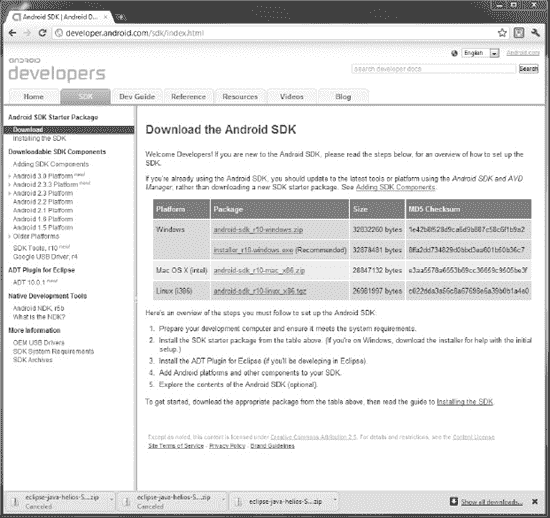 Android SDK | Android D...
developer.android.com/sdk/index.html
English
Android.com
android
developers
search developer docs
Search
Home
SDK
Dev Guide
Reference
Resources
Videos
Blog
Android SDK Starter Package
Download
Installing the SDK
Downloadable SDK Components
Adding SDK Components
Android 3.0 Platform new!
Android 2.3.3 Platform new!
Android 2.2 Platform
Android 2.1 Platform
Android 1.6 Platform
Android 1.5 Platform
Older Platforms
SDK Tools, r10 new!
Google USB Driver, r4
ADT Plugin for Eclipse
ADT 10.0.1 new!
Native Development Tools
Android NDK, r5b
What is the NDK?
More Information
OEM USB Drivers
SDK System Requirements
SDK Archives
Download the Android SDK
Welcome Developers! If you are new to the Android SDK, please read the steps below, for an overview of how to set up the
SDK.
If you're already using the Android SDK, you should update to the latest tools or platform using the Android SDK and AVD
Manager, rather than downloading a new SDK starter package. See Adding SDK Components.
Platform Package Size MD5 Checksum
Windows android-sdk_r10-windows.zip 32832260 bytes
installer_r10-windows.exe (Recommended) 32878481 bytes
Mac OS X (intel) android-sdk_r10-mac_x86.zip 28847132 bytes
Linux (i386) android-sdk_r10-linux_x86.tgz 26981997 bytes
Here's an overview of the steps you must follow to set up the Android SDK:
1. Prepare your development computer and ensure it meets the system requirements.
2. Install the SDK starter package from the table above. (If you're on Windows, download the installer for help with the initial
setup.)
3. Install the ADT Plugin for Eclipse (if you'll be developing in Eclipse).
4. Add Android platforms and other components to your SDK.
5. Explore the contents of the Android SDK (optional).
To get started, download the appropriate package from the table above, then read the guide to Installing the SDK.
Except as noted, this content is licensed under Creative Commons Attribution 2.5. For details and restrictions, see the Content License.
Site Terms of Service - Privacy Policy - Brand Guidelines
eclipse-java-helios-S....zip
Canceled
eclipse-java-helios-S....zip
Canceled
eclipse-java-helios-S....zip
Show all downloads...